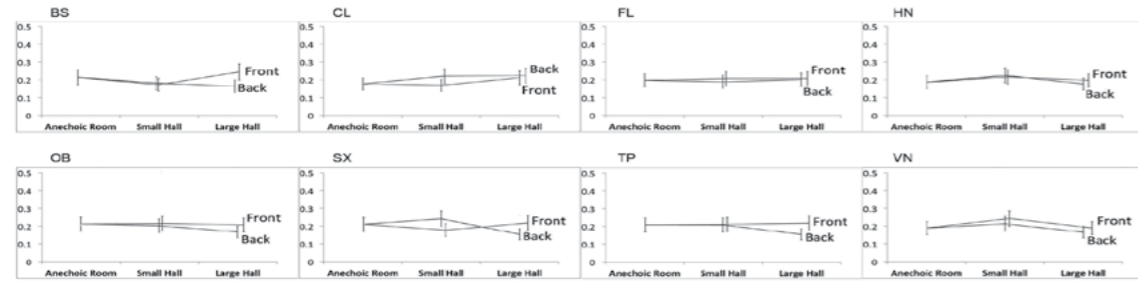 BS CL FL HN
0.5 0.5 0.5 0.5
0.4 0.4 0.4 0.4
0.3 0.3 0.3 0.3
Front Back Front Front
0.2 0.2 0.2 0.2
Back Front Back Back
0.1 0.1 0.1 0.1
0 0 0 0
Anechoic Room Small Hall Large Hall Anechoic Room Small Hall Large Hall Anechoic Room Small Hall Large Hall Anechoic Room Small Hall Large Hall
OB SX TP VN
0.5 0.5 0.5 0.5
0.4 0.4 0.4 0.4
0.3 0.3 0.3 0.3
Front Front Front Front
0.2 0.2 0.2 0.2
Back Back Back Back
0.1 0.1 0.1 0.1
0 0 0 0
Anechoic Room Small Hall Large Hall Anechoic Room Small Hall Large Hall Anechoic Room Small Hall Large Hall Anechoic Room Small Hall Large Hall